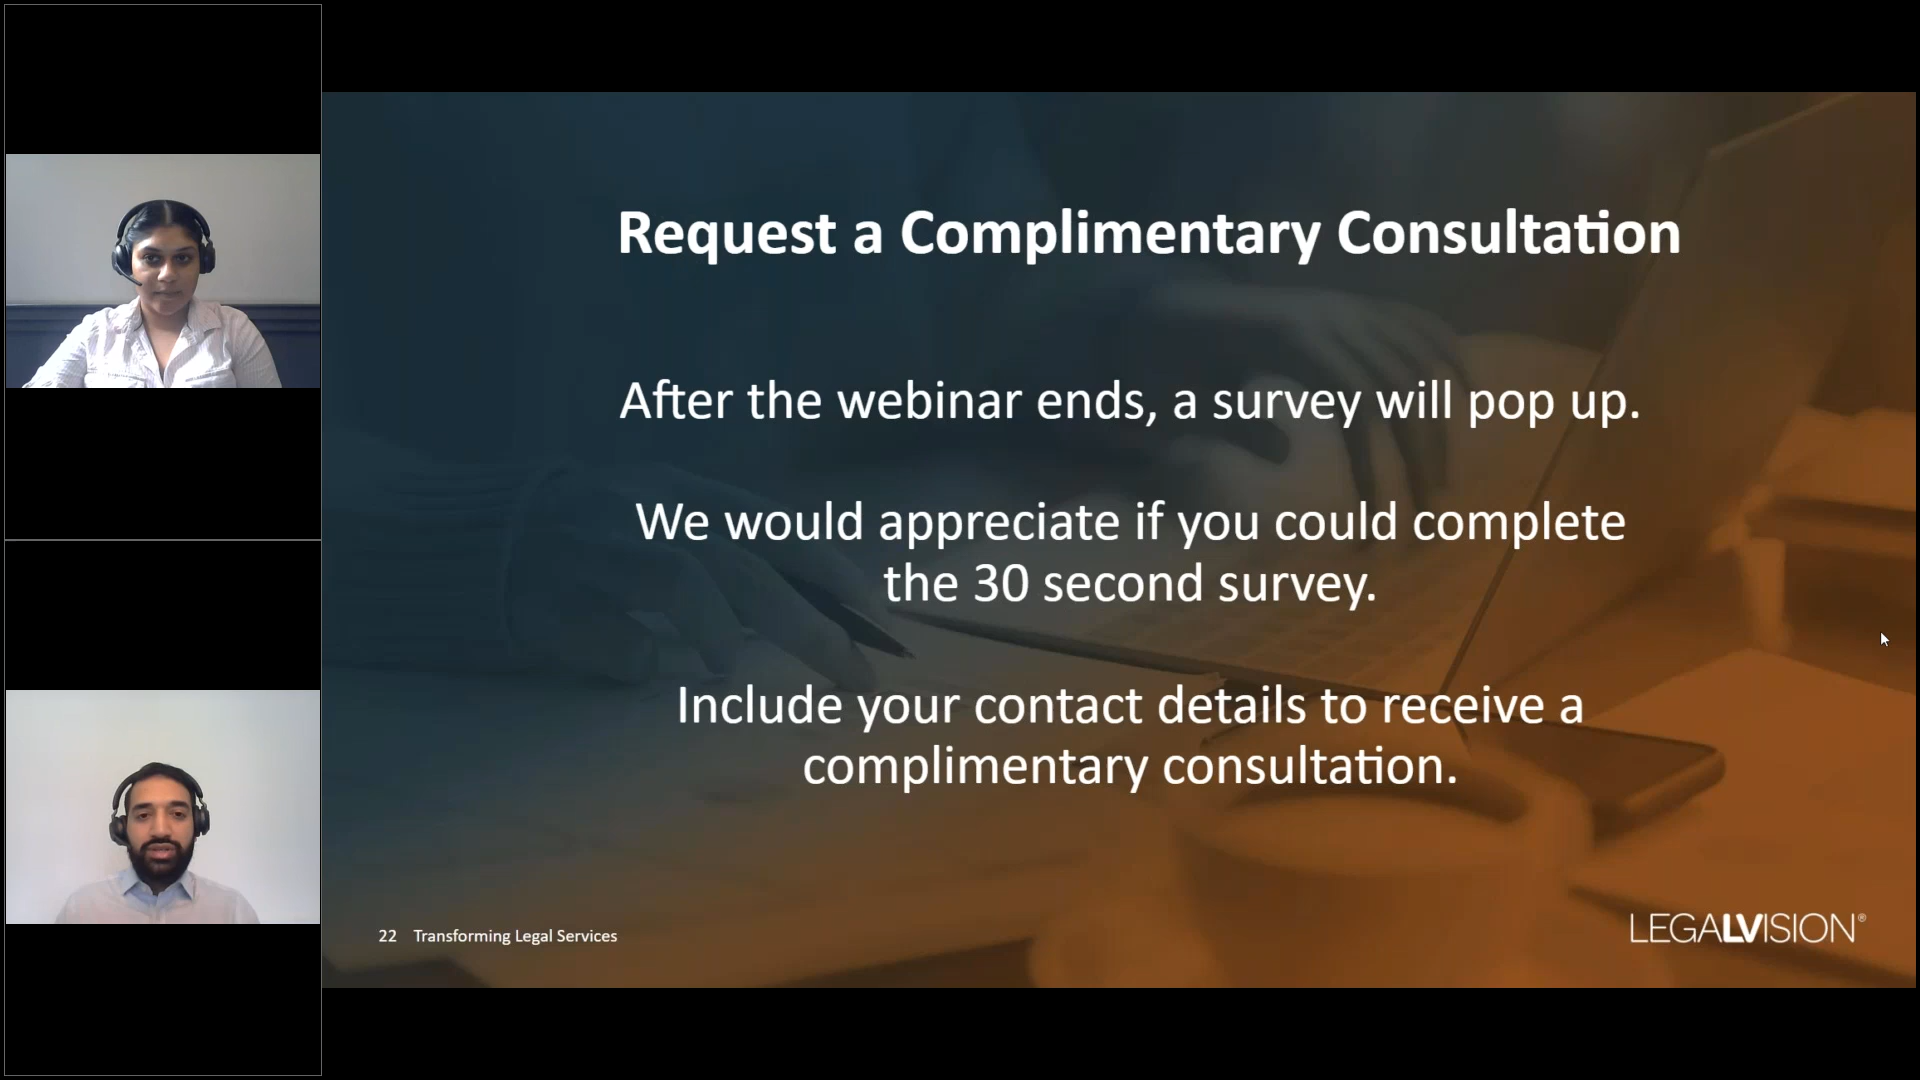 Request a Complimentary Consultation
After the webinar ends, a survey will pop up.
We would appreciate if you could complete
the 30 second survey.
Include your contact details to receive a
complimentary consultation.
22 Transforming Legal Services
LEGALVISION®